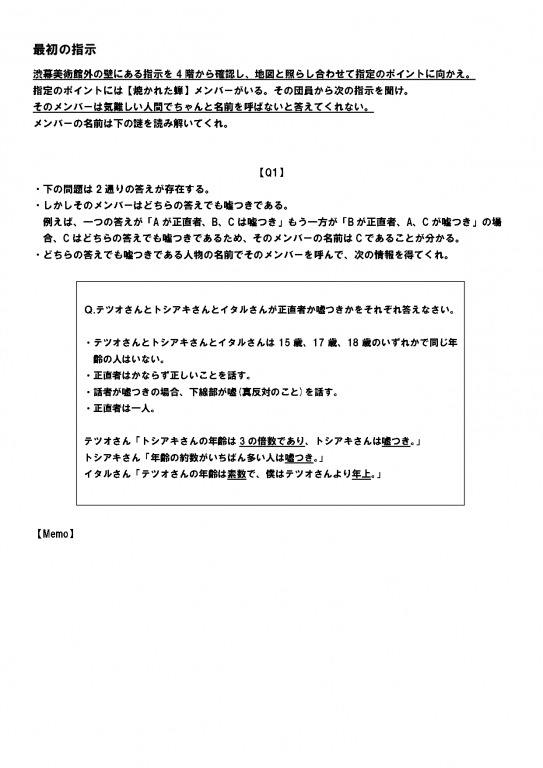 最初の指示
渋幕美術館外の壁にある指示を4階から確認し、地図と照らし合わせて指定のポイントに向かえ。
指定のポイントには【焼かれた蝉】メンバーがいる。その団員から次の指示を聞け。
そのメンバーは気難しい人間でちゃんと名前を呼ばないと答えてくれない。
メンバーの名前は下の謎を読み解いてくれ。
【Q1】
・下の問題は2通りの答えが存在する。
・しかしそのメンバーはどちらの答えでも嘘つきである。
例えば、一つの答えが「Aが正直者、B、Cは嘘つき」もう一方が「Bが正直者、A、Cが嘘つき」の場
合、Cはどちらの答えでも嘘つきであるため、そのメンバーの名前はCであることが分かる。
・どちらの答えでも嘘つきである人物の名前でそのメンバーを呼んで、次の情報を得てくれ。
Q.テツオさんとトシアキさんとイタルさんが正直者か嘘つきかをそれぞれ答えなさい。
・テツオさんとトシアキさんとイタルさんは15歳、17歳、18歳のいずれかで同じ年
齢の人はいない。
・正直者はかならず正しいことを話す。
・話者が嘘つきの場合、下線部が嘘(真反対のこと)を話す。
・正直者は一人。
テツオさん「トシアキさんの年齢は3の倍数であり、トシアキさんは嘘つき。」
トシアキさん「年齢の約数がいちばん多い人は嘘つき。」
イタルさん「テツオさんの年齢は素数で、僕はテツオさんより年上。」
【Memo】